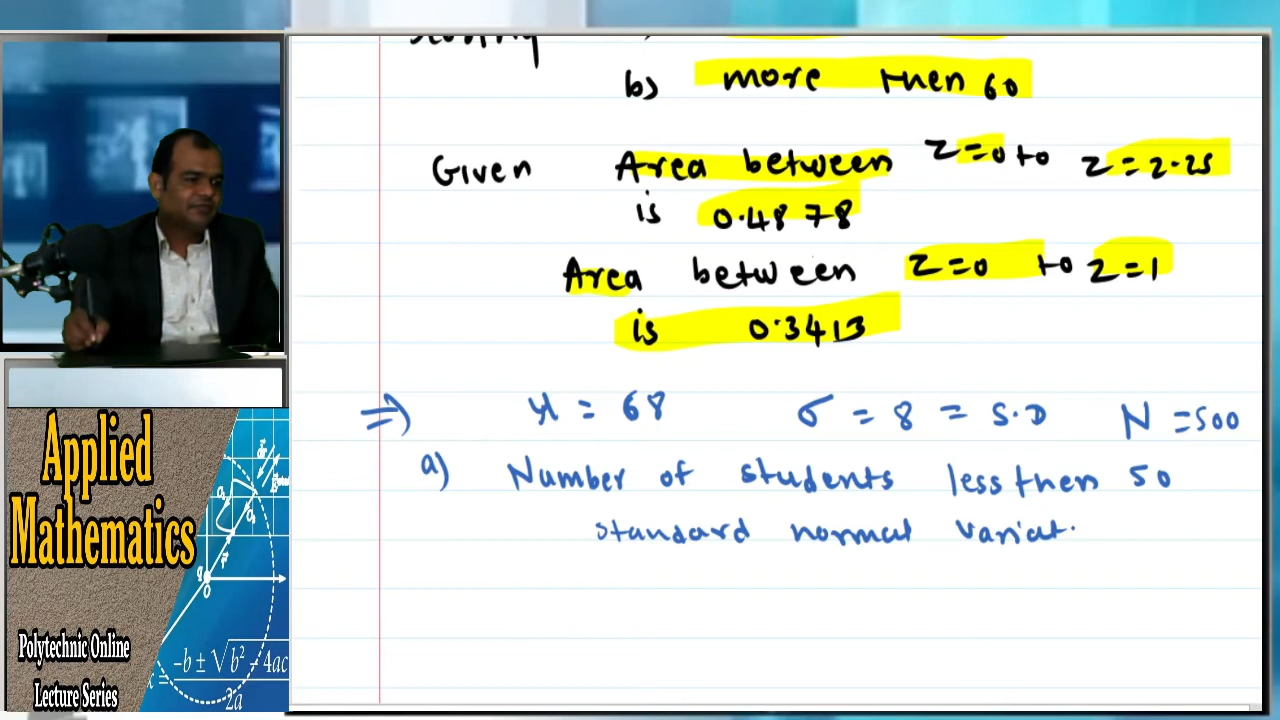 b) more then 60
Given Area between z=0 to z=2.25
is 0.4878
Area between z=0 to z=1
is 0.3413
=> = 68 σ = 8 = S.D N =500
a) Number of students less then 50
standard normal variat.
Applied
Mathematics
Polytechnic Online
Lecture Series
-b ± √b² - 4ac
2a